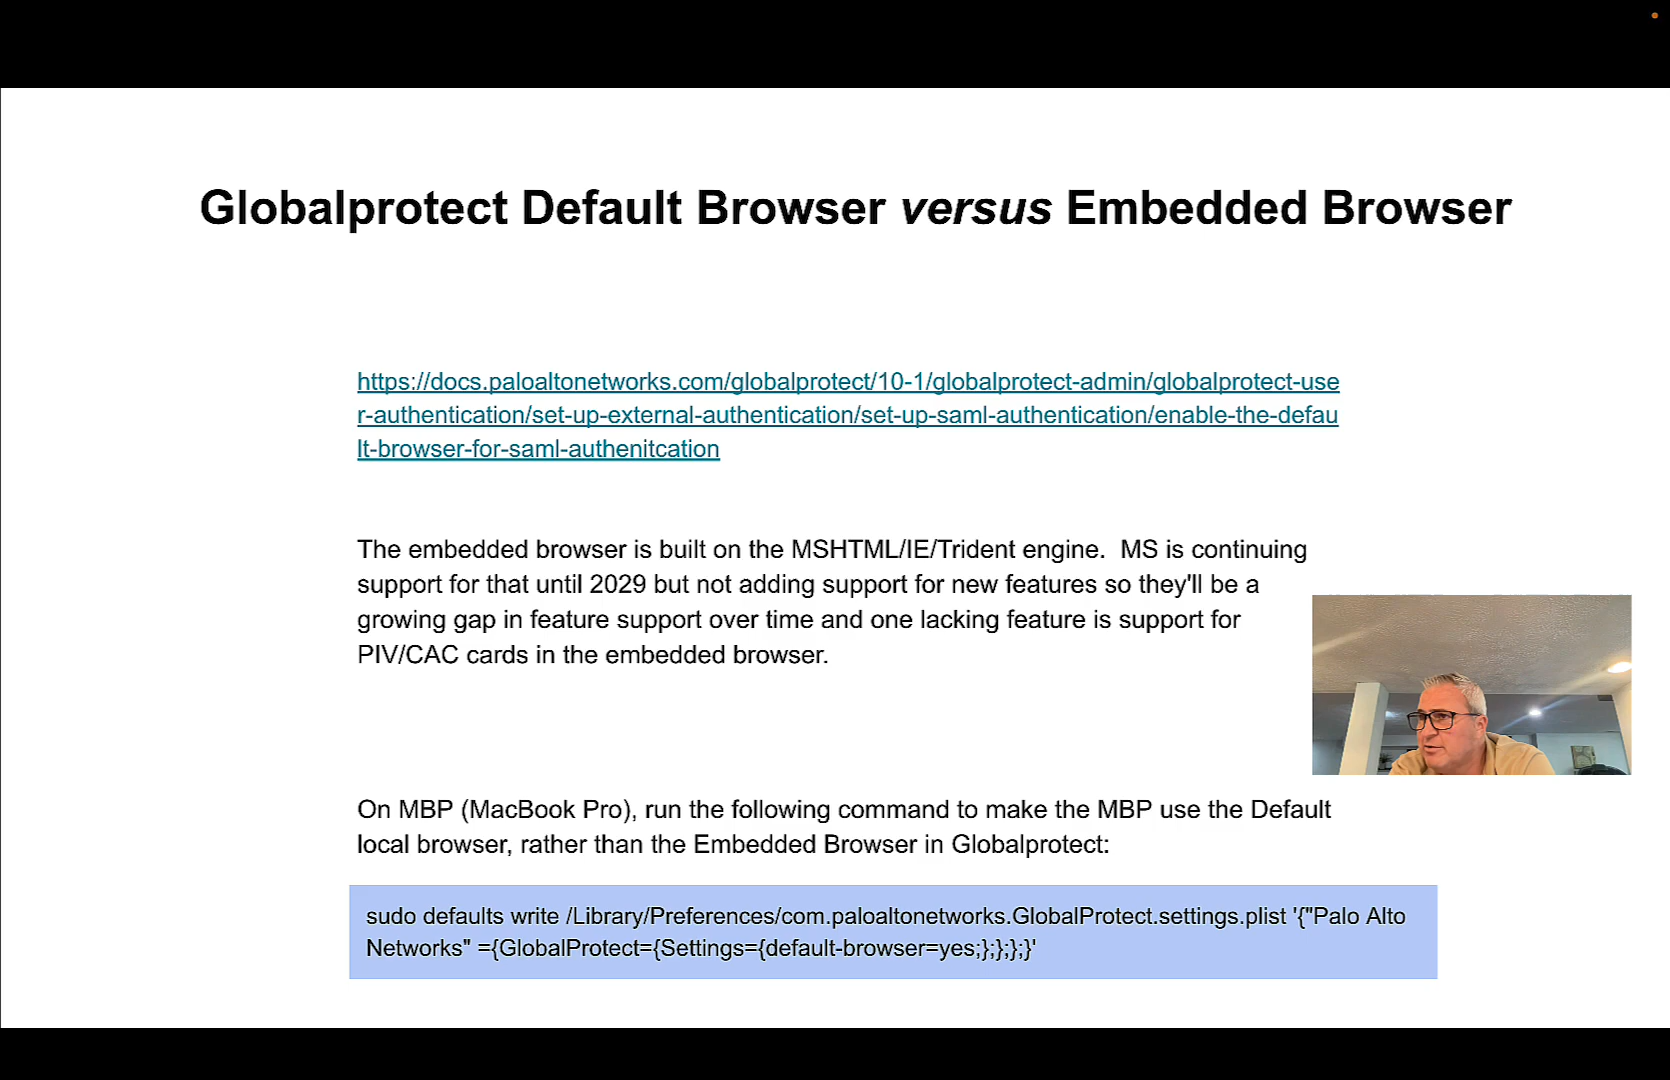 Globalprotect Default Browser versus Embedded Browser
https://docs.paloaltonetworks.com/globalprotect/10-1/globalprotect-admin/globalprotect-use
r-authentication/set-up-external-authentication/set-up-saml-authentication/enable-the-defau
lt-browser-for-saml-authenitcation
The embedded browser is built on the MSHTML/IE/Trident engine.  MS is continuing
support for that until 2029 but not adding support for new features so they'll be a
growing gap in feature support over time and one lacking feature is support for
PIV/CAC cards in the embedded browser.
On MBP (MacBook Pro), run the following command to make the MBP use the Default
local browser, rather than the Embedded Browser in Globalprotect:
sudo defaults write /Library/Preferences/com.paloaltonetworks.GlobalProtect.settings.plist '{"Palo Alto
Networks" ={GlobalProtect={Settings={default-browser=yes;};};};}'